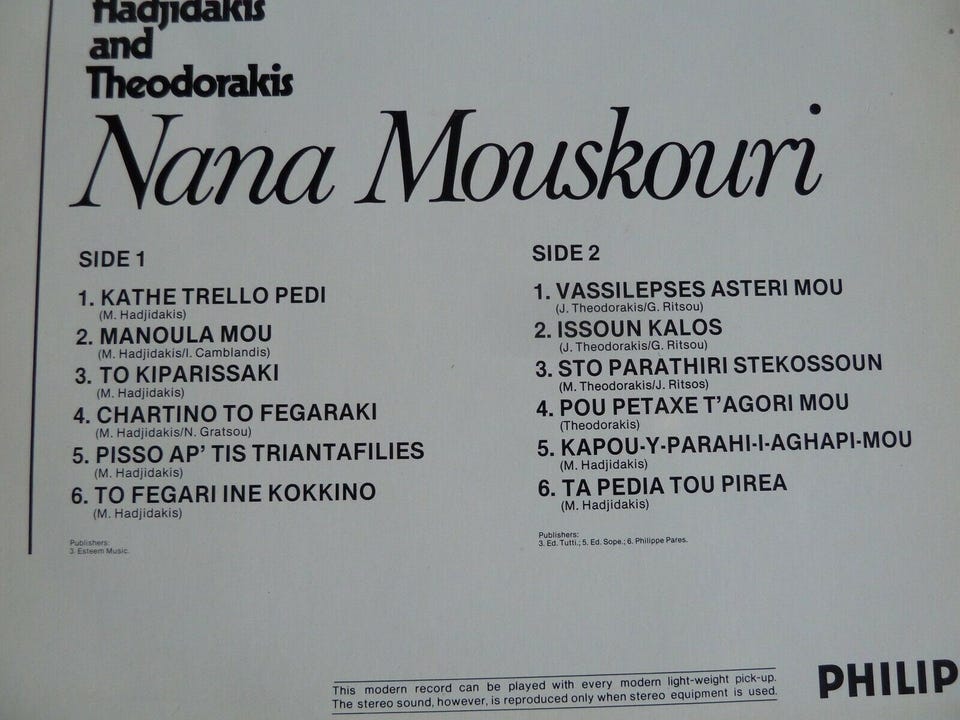 Hadjidakis
and
Theodorakis
Nana Mouskouri
SIDE 1
1. KATHE TRELLO PEDI
(M. Hadjidakis)
2. MANOULA MOU
(M. Hadjidakis/I. Camblandis)
3. TO KIPARISSAKI
(M. Hadjidakis)
4. CHARTINO TO FEGARAKI
(M. Hadjidakis/N. Gratsou)
5. PISSO AP' TIS TRIANTAFILIES
(M. Hadjidakis)
6. TO FEGARI INE KOKKINO
(M. Hadjidakis)
Publishers:
3. Esteem Music.
SIDE 2
1. VASSILEPSES ASTERI MOU
(J. Theodorakis/G. Ritsou)
2. ISSOUN KALOS
(J. Theodorakis/G. Ritsou)
3. STO PARATHIRI STEKOSSOUN
(M. Theodorakis/J. Ritsos)
4. POU PETAXE T'AGORI MOU
(Theodorakis)
5. KAPOU-Y-PARAHI-I-AGHAPI-MOU
(M. Hadjidakis)
6. TA PEDIA TOU PIREA
(M. Hadjidakis)
Publishers:
3. Ed. Tutti.; 5. Ed. Sope.; 6. Philippe Pares.
This modern record can be played with every modern light-weight pick-up.
The stereo sound, however, is reproduced only when stereo equipment is used.
PHILIP